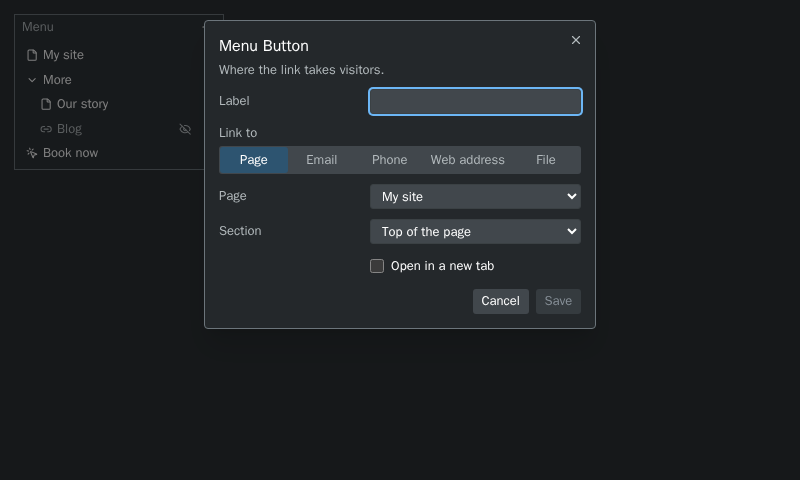 Menu
My site
More
Our story
Blog
Book now
Menu Button
Where the link takes visitors.
Label
Link to
Page Email Phone Web address File
Page My site
Section Top of the page
Open in a new tab
Cancel Save